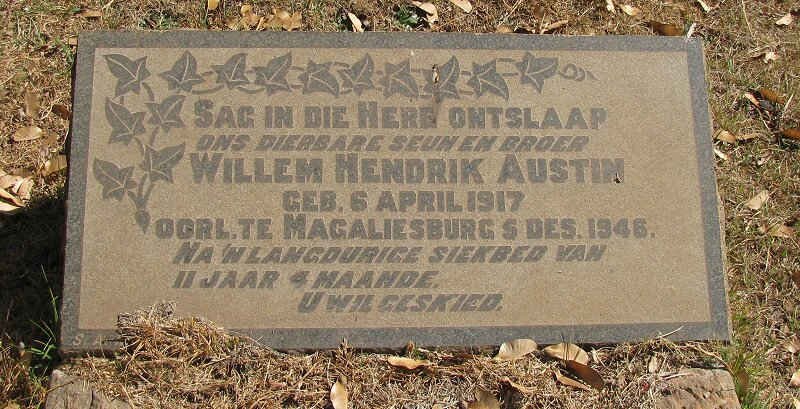 SAG IN DIE HERE ONTSLAAP
ONS DIERBARE SEUN EN BROER
WILLEM HENDRIK AUSTIN
GEB. 6 APRIL 1917
OORL. TE MAGALIESBURG 5 DES. 1946.
NA 'N LANGDURIGE SIEKBED VAN
11 JAAR 4 MAANDE.
U WIL GESKIED.